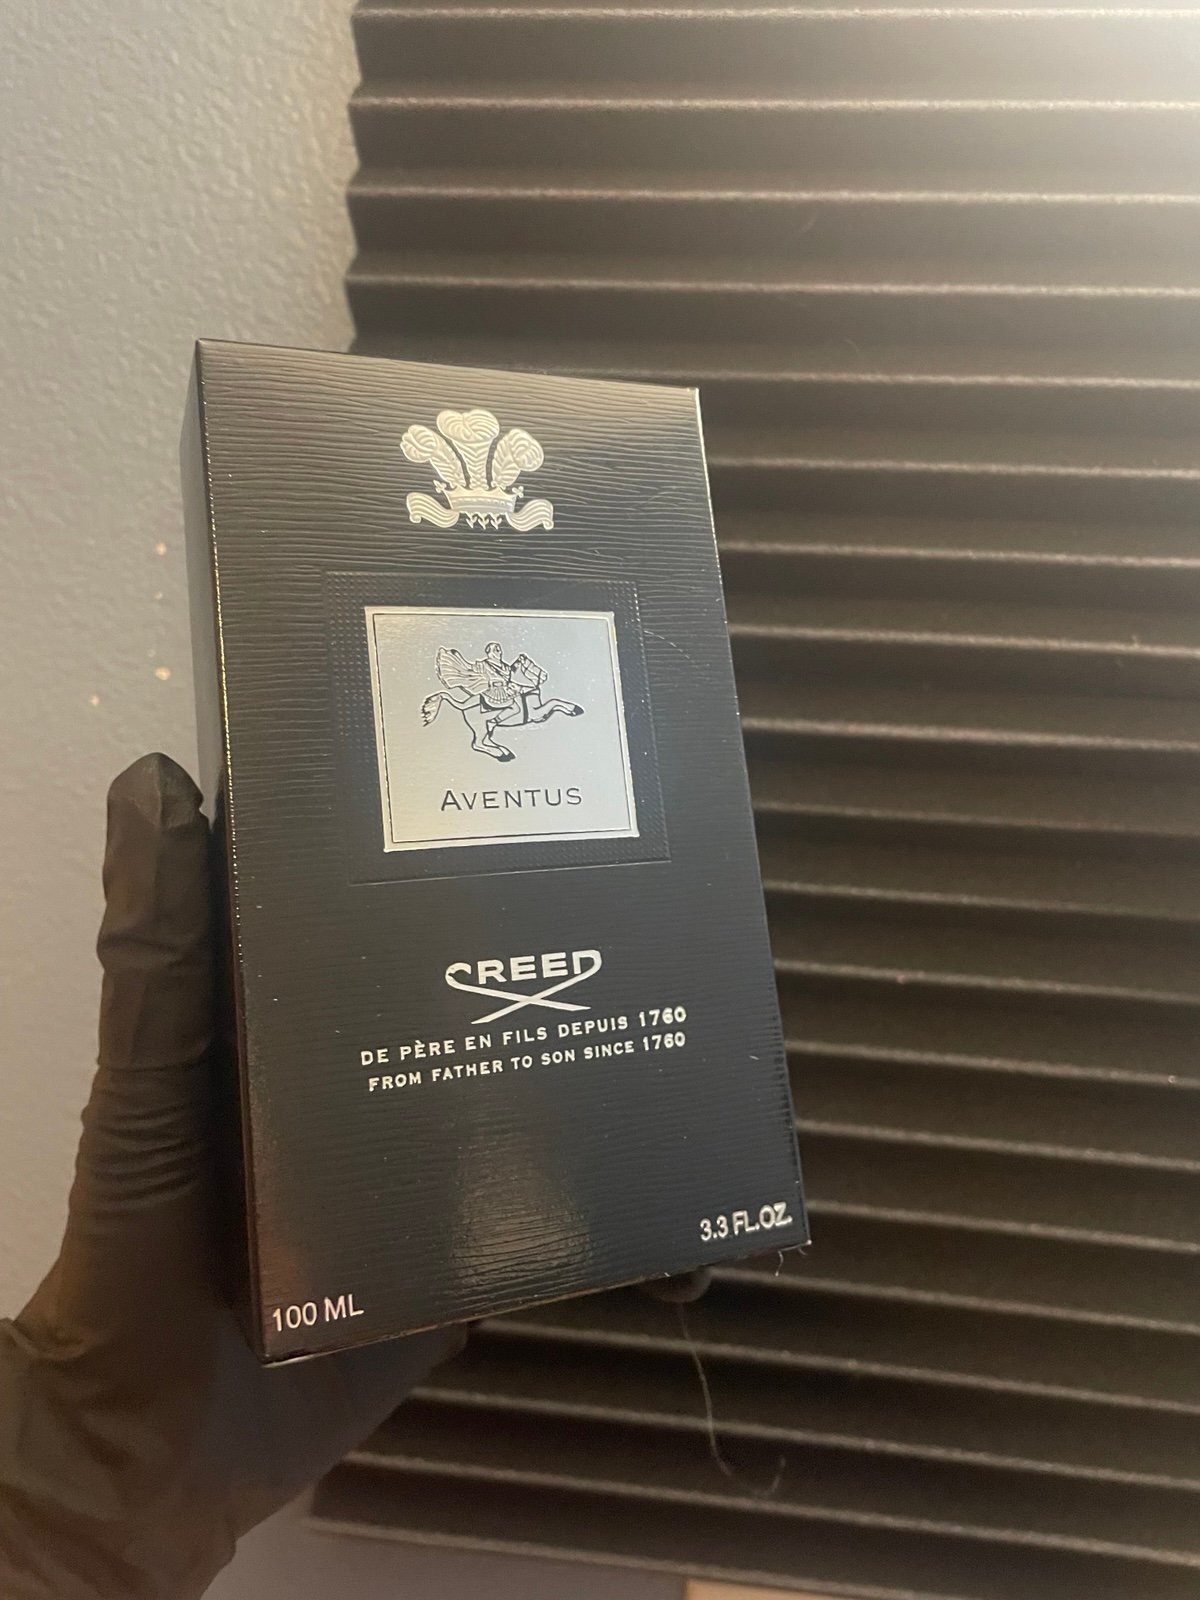 AVENTUS
CREED
DE PÈRE EN FILS DEPUIS 1760
FROM FATHER TO SON SINCE 1760
3.3 FL.OZ.
100 ML